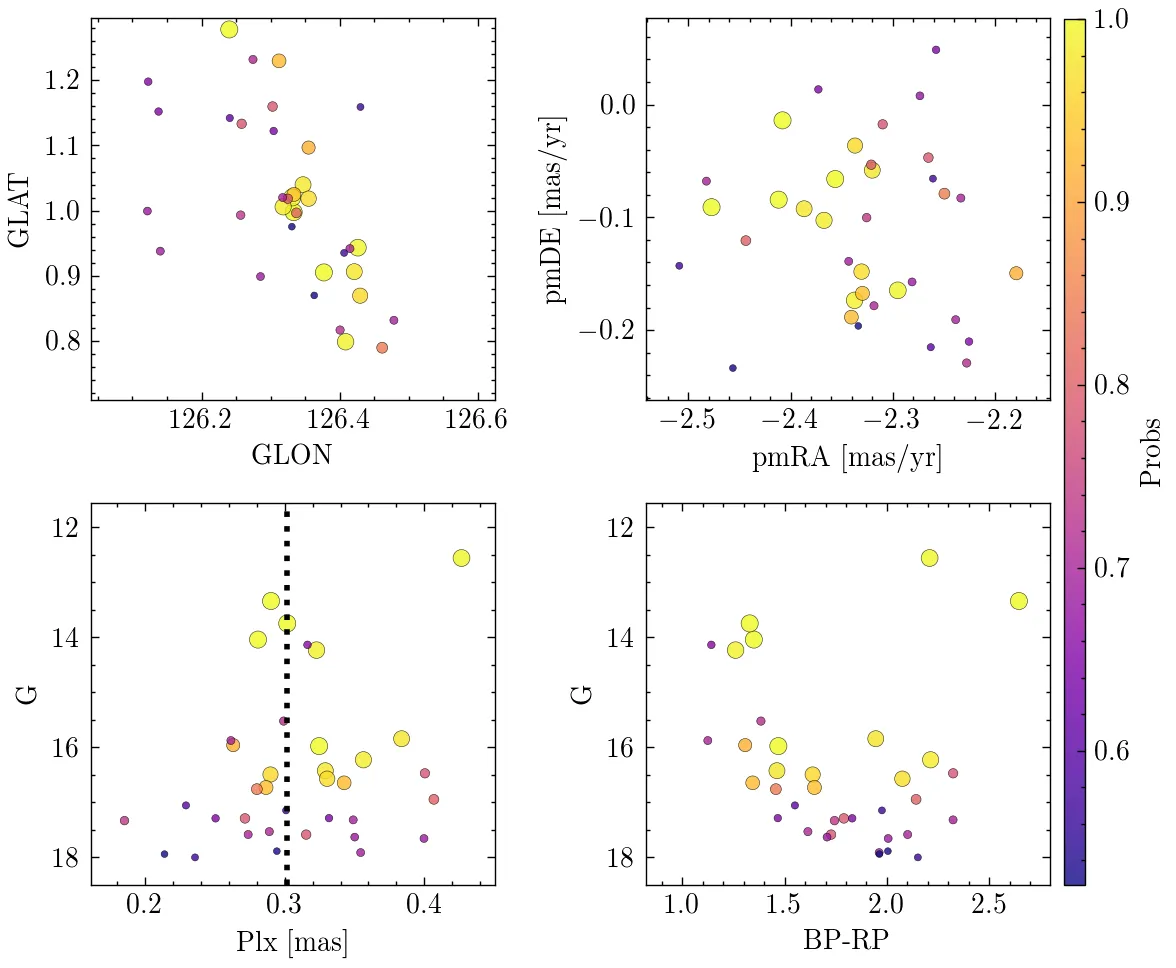 1.2
1.1
1.0
0.9
0.8
GLAT
126.2 126.4 126.6
GLON
0.0
−0.1
−0.2
pmDE [mas/yr]
−2.5 −2.4 −2.3 −2.2
pmRA [mas/yr]
12
14
16
18
G
0.2 0.3 0.4
Plx [mas]
12
14
16
18
G
1.0 1.5 2.0 2.5
BP-RP
1.0
0.9
0.8
0.7
0.6
Probs